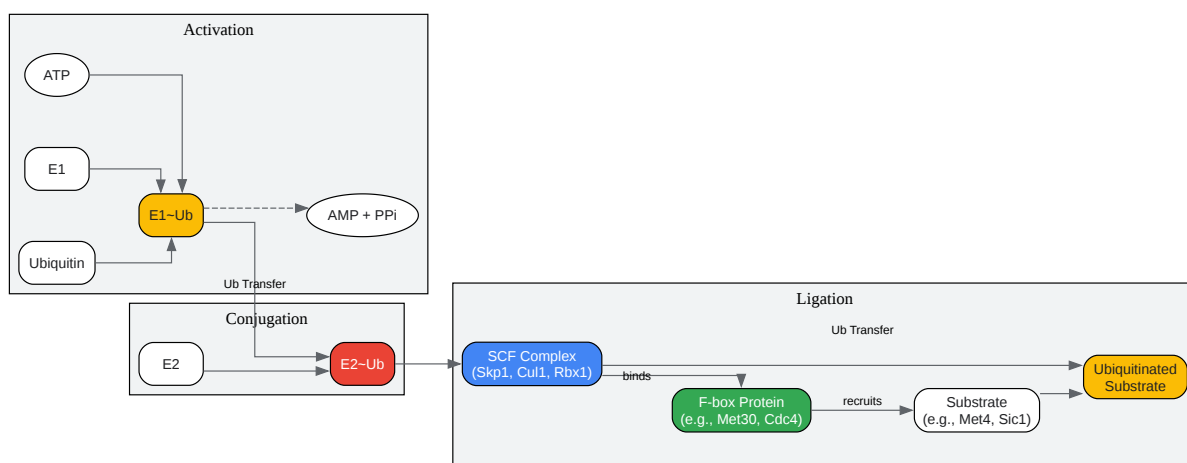 Activation
ATP
E1
E1~Ub
AMP + PPi
Ubiquitin
Ub Transfer
Conjugation
E2
E2~Ub
Ligation
Ub Transfer
SCF Complex
(Skp1, Cul1, Rbx1)
binds
F-box Protein
(e.g., Met30, Cdc4)
recruits
Substrate
(e.g., Met4, Sic1)
Ubiquitinated
Substrate